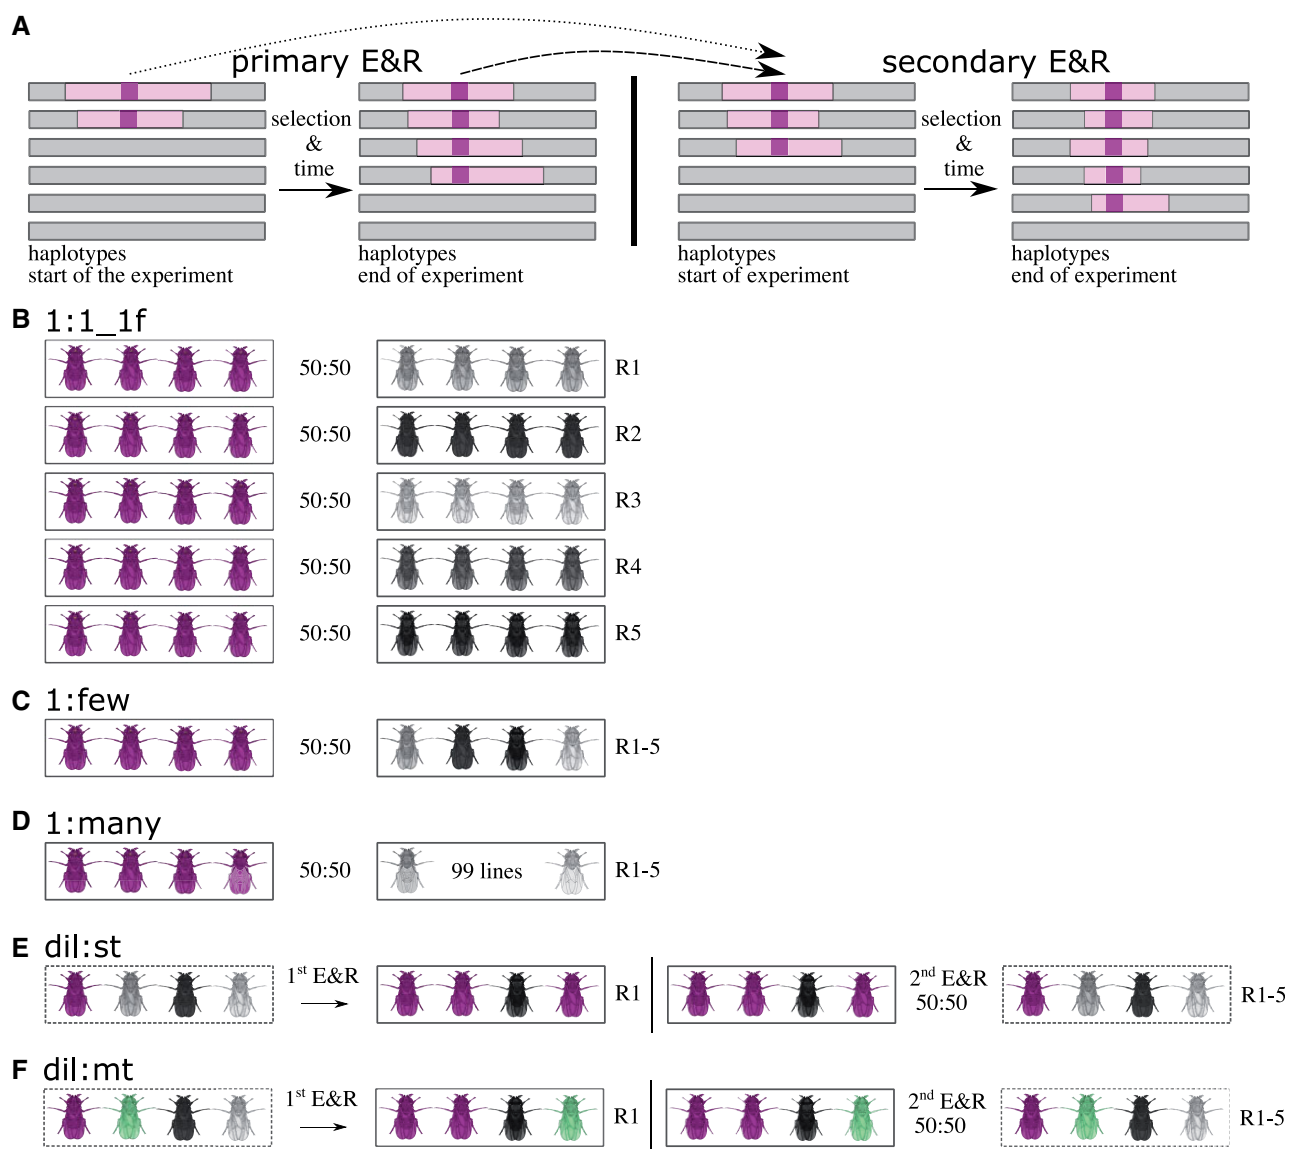 A
primary E&R
secondary E&R
selection
&
time
selection
&
time
haplotypes
start of the experiment
haplotypes
end of experiment
haplotypes
start of experiment
haplotypes
end of experiment
B 1:1_1f
50:50 R1
50:50 R2
50:50 R3
50:50 R4
50:50 R5
C 1:few
50:50 R1-5
D 1:many
50:50 99 lines R1-5
E dil:st
1st E&R R1 2nd E&R
50:50 R1-5
F dil:mt
1st E&R R1 2nd E&R
50:50 R1-5